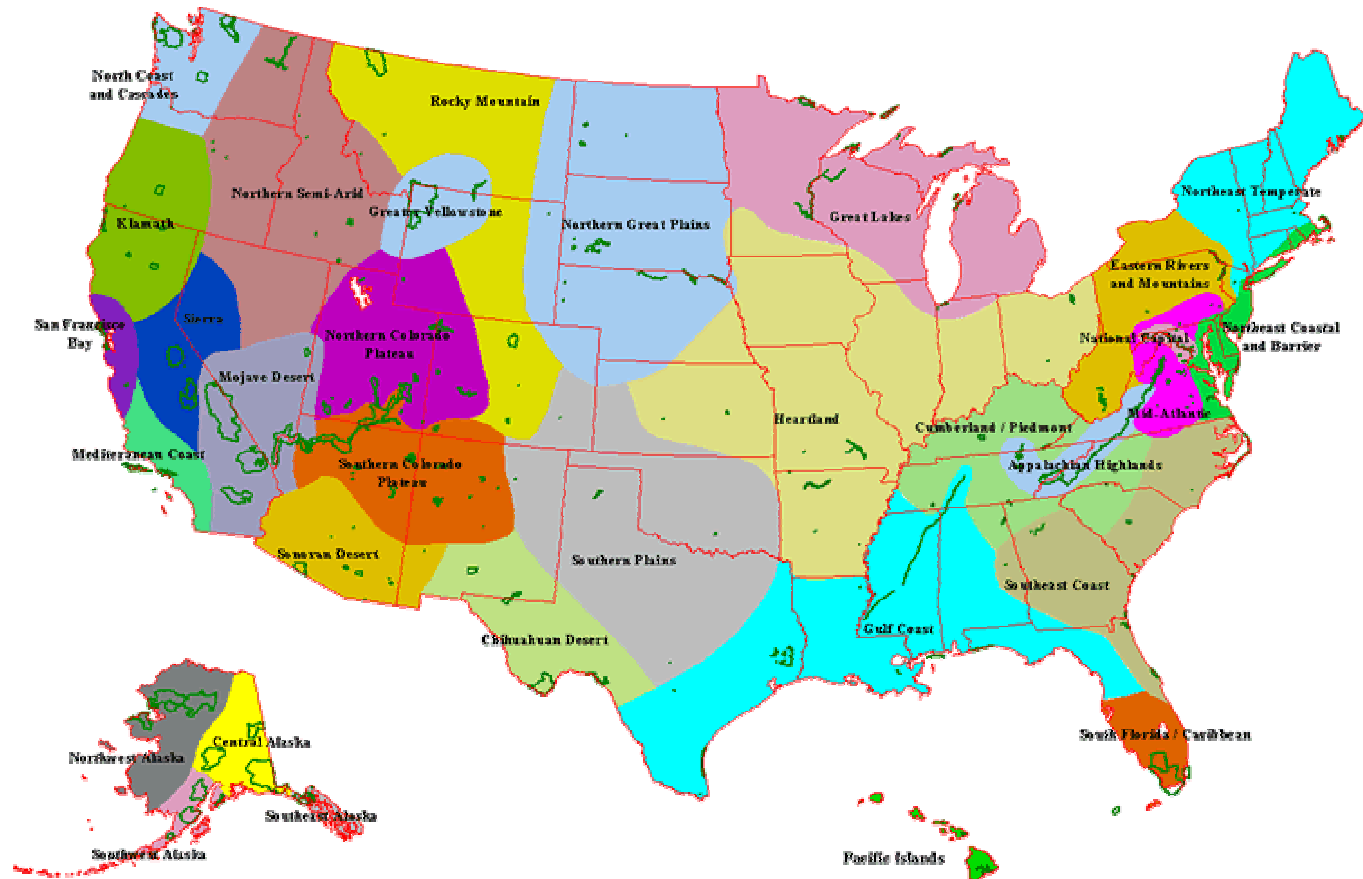 North Coast
and Cascades
Rocky Mountain
Northern Semi-Arid
Northeast Temperate
Greater Yellowstone
Great Lakes
Klamath
Northern Great Plains
Eastern Rivers
and Mountains
San Francisco
Bay
Sierra
Northern Colorado
Plateau
National Capital
Northeast Coastal
and Barrier
Mojave Desert
Mid-Atlantic
Heartland
Cumberland / Piedmont
Mediterranean Coast
Southern Colorado
Plateau
Appalachian Highlands
Sonoran Desert
Southern Plains
Southeast Coast
Chihuahuan Desert
Gulf Coast
South Florida / Caribbean
Central Alaska
Northwest Alaska
Southeast Alaska
Southwest Alaska
Pacific Islands